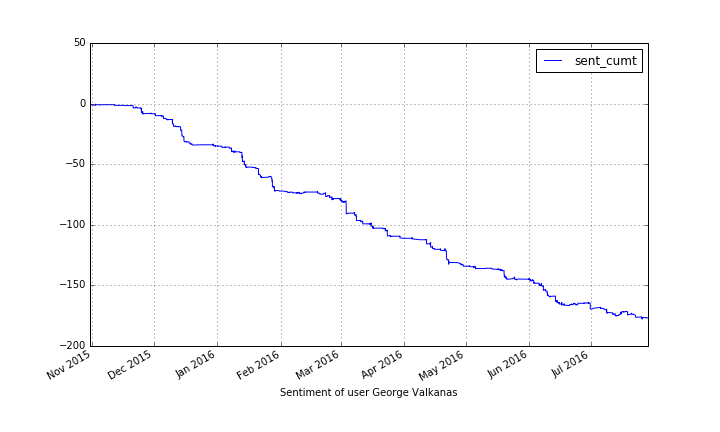 50
0
−50
−100
−150
−200
sent_cumt
Nov 2015
Dec 2015
Jan 2016
Feb 2016
Mar 2016
Apr 2016
May 2016
Jun 2016
Jul 2016
Sentiment of user George Valkanas